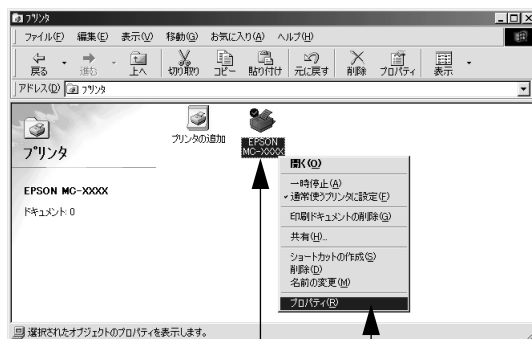 プリンタ
ファイル(F) 編集(E) 表示(V) 移動(G) お気に入り(A) ヘルプ(H)
戻る 進む 上へ 切り取り コピー 貼り付け 元に戻す 削除 プロパティ 表示
アドレス(D) プリンタ
プリンタ
EPSON MC-XXXX
ドキュメント: 0
プリンタの追加
EPSON
MC-XXXX
開く(O)
一時停止(A)
通常使うプリンタに設定(F)
印刷ドキュメントの削除(G)
共有(H)...
ショートカットの作成(S)
削除(D)
名前の変更(M)
プロパティ(R)
選択されたオブジェクトのプロパティを表示します。